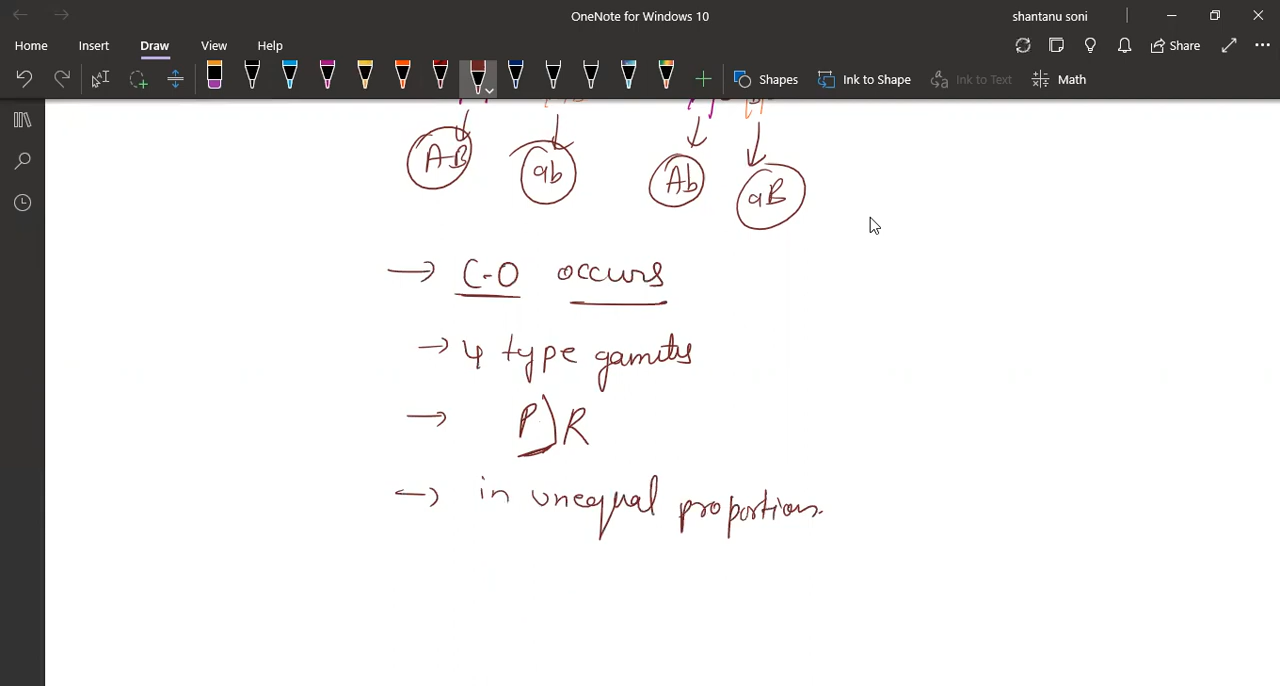 OneNote for Windows 10
shantanu soni
Home Insert Draw View Help
Share
Shapes Ink to Shape Ink to Text Math
AB ab Ab aB
→ C-O occurs
→ 4 type gamits
→ P)R
→ in unequal proportions.